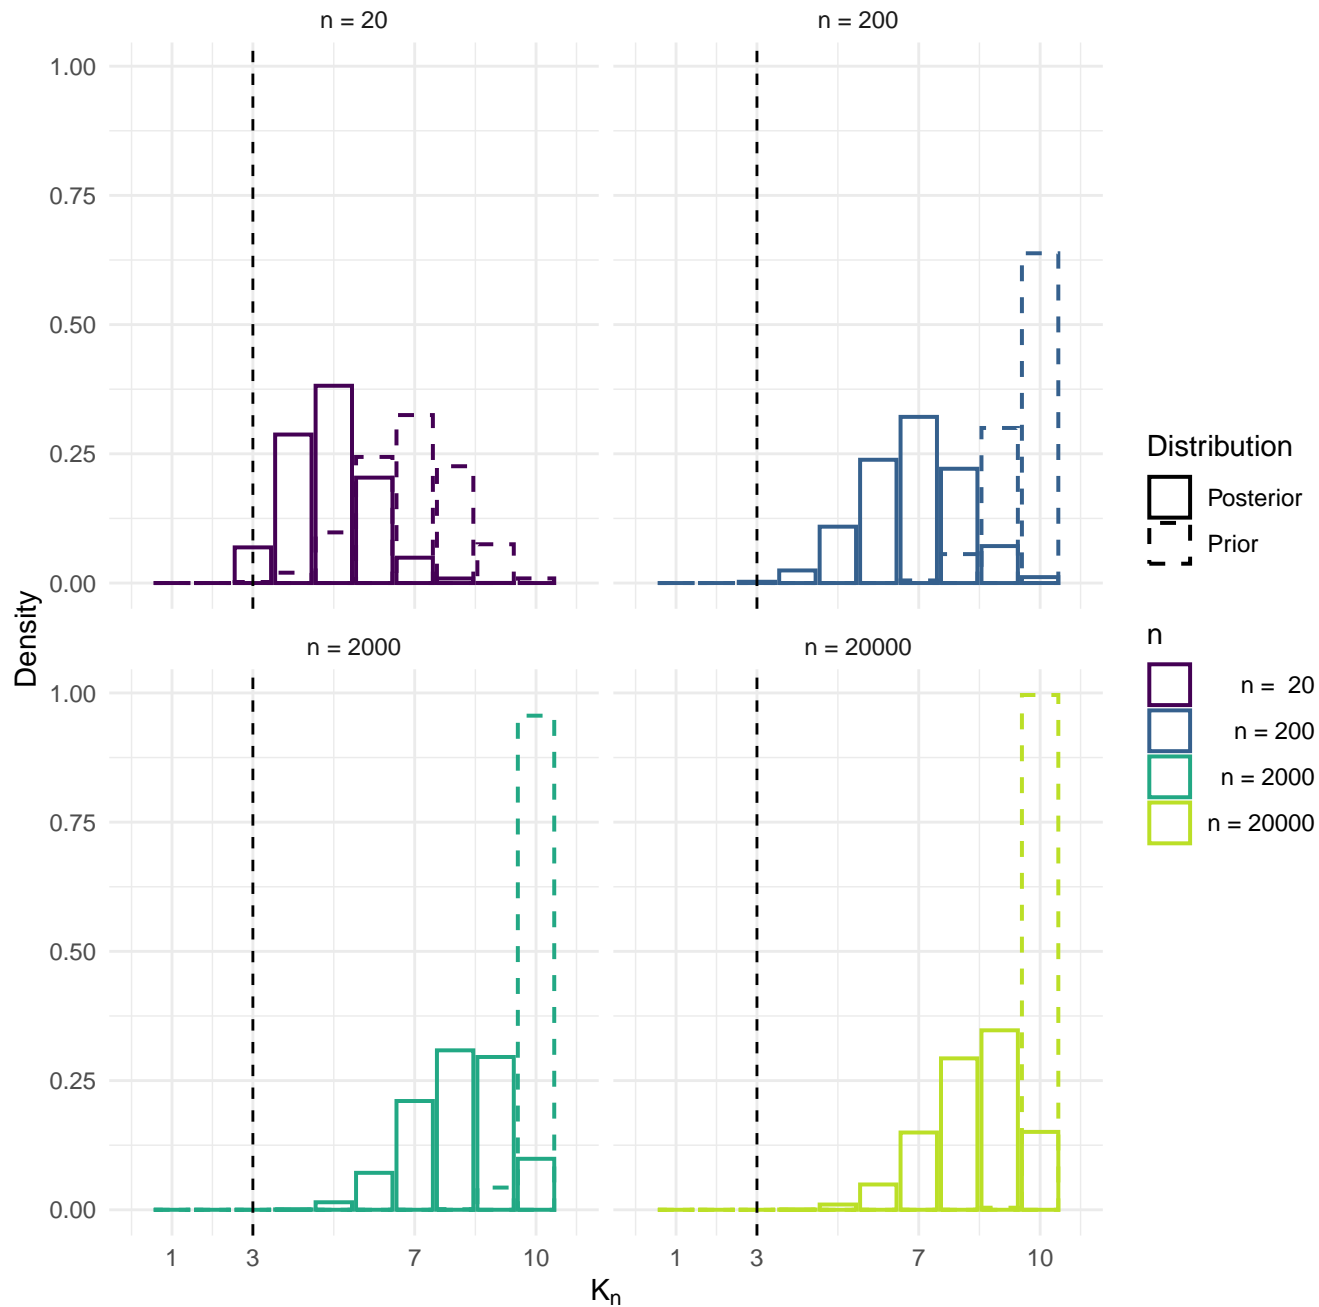 n = 20
n = 200
1.00
0.75
0.50
0.25
0.00
Density
n = 2000
n = 20000
1.00
0.75
0.50
0.25
0.00
1 3 7 10
1 3 7 10
Kn
Distribution
Posterior
Prior
n
n = 20
n = 200
n = 2000
n = 20000